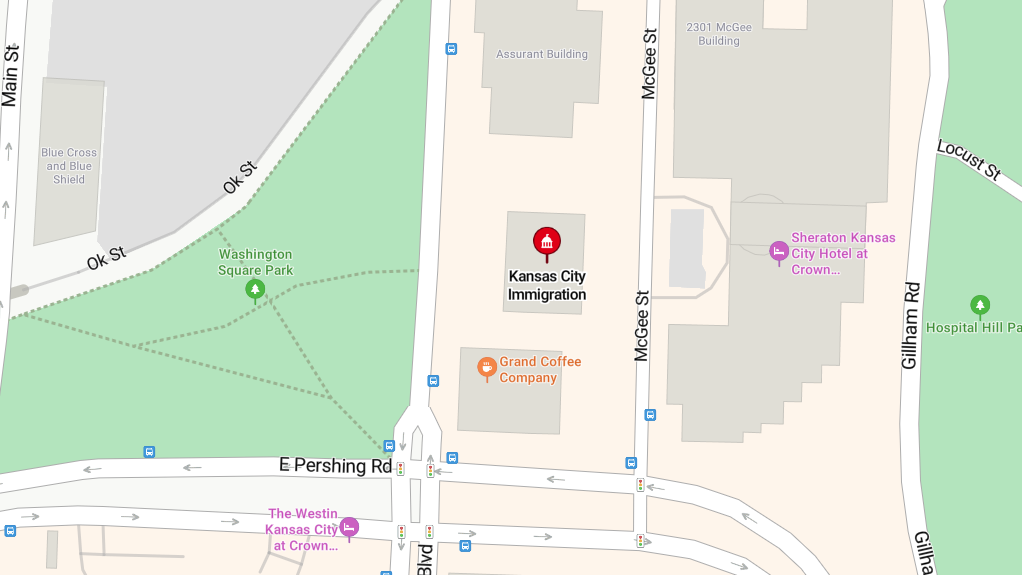 Main St
Blue Cross
and Blue
Shield
Ok St
Ok St
Washington
Square Park
Assurant Building
McGee St
2301 McGee
Building
Locust St
Kansas City
Immigration
Sheraton Kansas
City Hotel at
Crown...
McGee St
Gillham Rd
Hospital Hill Pa
Grand Coffee
Company
E Pershing Rd
The Westin
Kansas City
at Crown...
Blvd
Gillha